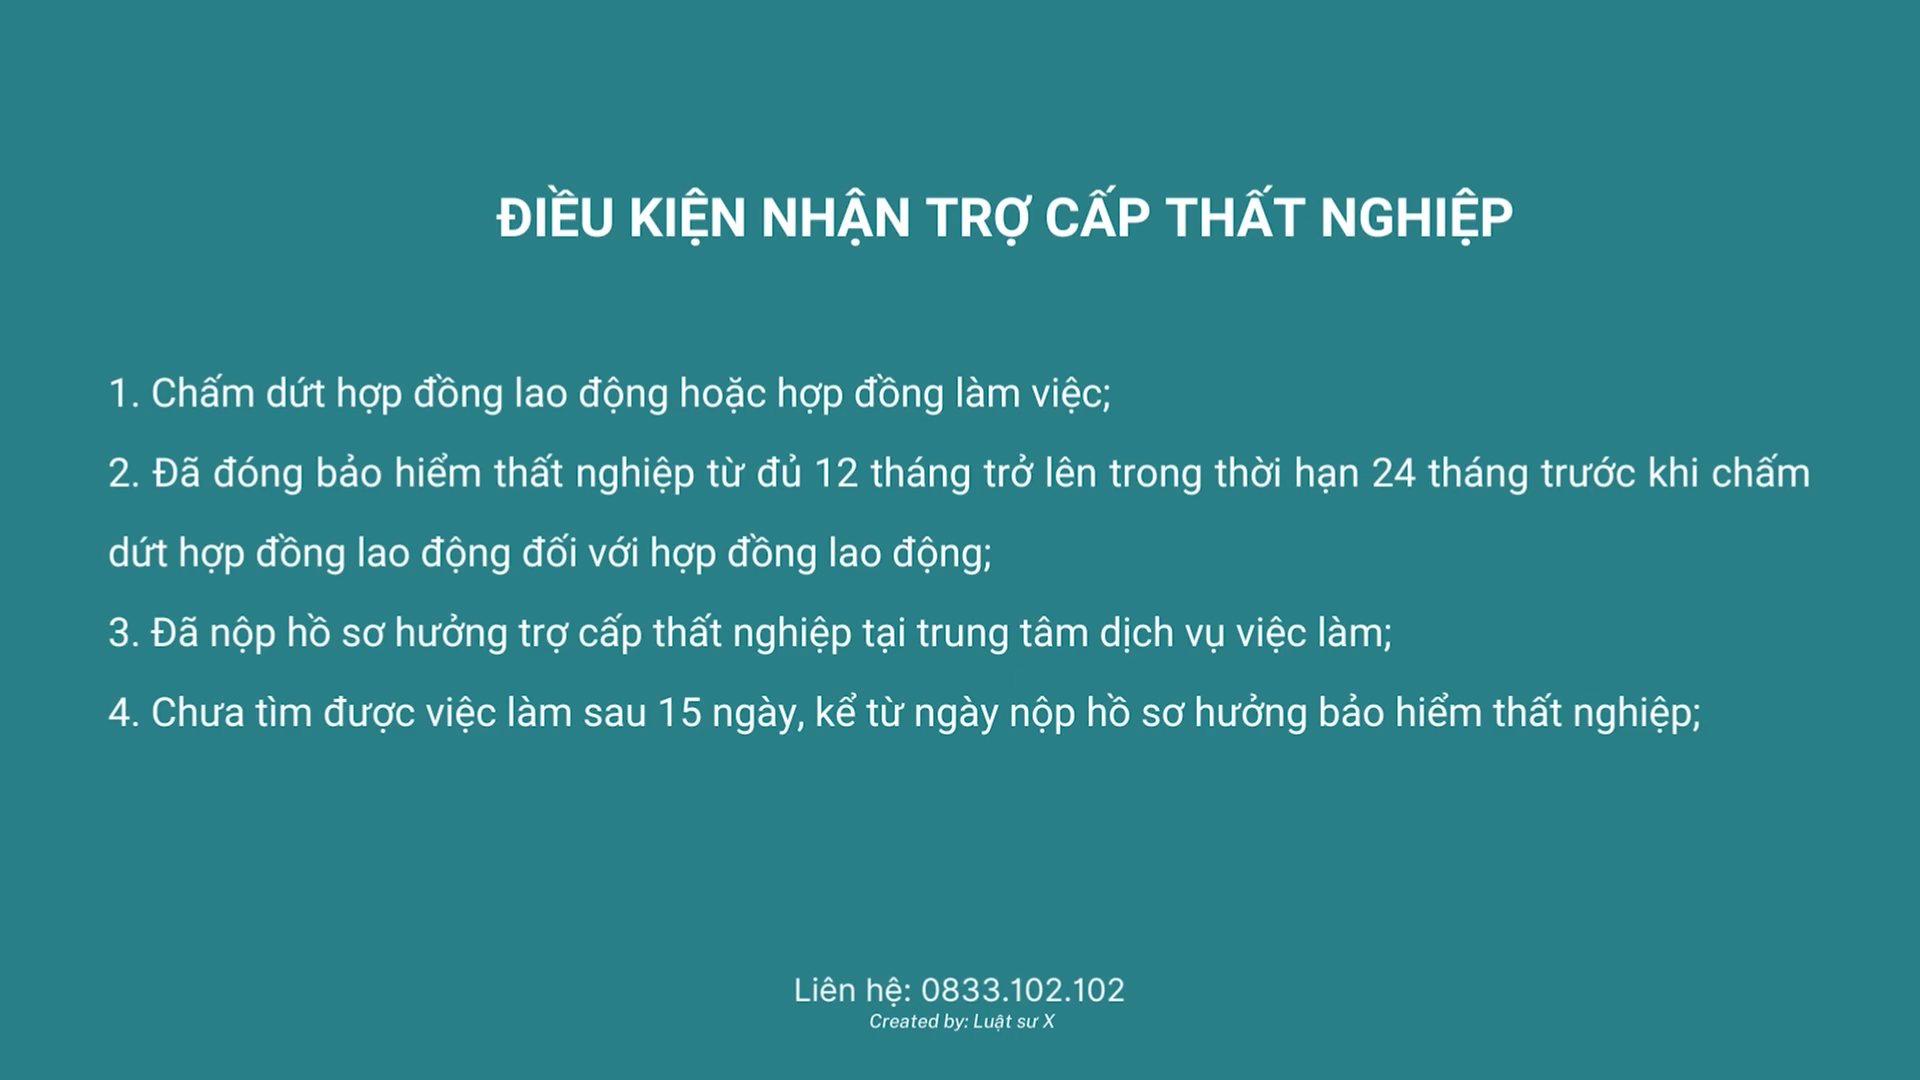 ĐIỀU KIỆN NHẬN TRỢ CẤP THẤT NGHIỆP
1. Chấm dứt hợp đồng lao động hoặc hợp đồng làm việc;
2. Đã đóng bảo hiểm thất nghiệp từ đủ 12 tháng trở lên trong thời hạn 24 tháng trước khi chấm
dứt hợp đồng lao động đối với hợp đồng lao động;
3. Đã nộp hồ sơ hưởng trợ cấp thất nghiệp tại trung tâm dịch vụ việc làm;
4. Chưa tìm được việc làm sau 15 ngày, kể từ ngày nộp hồ sơ hưởng bảo hiểm thất nghiệp;
Liên hệ: 0833.102.102
Created by: Luật sư X